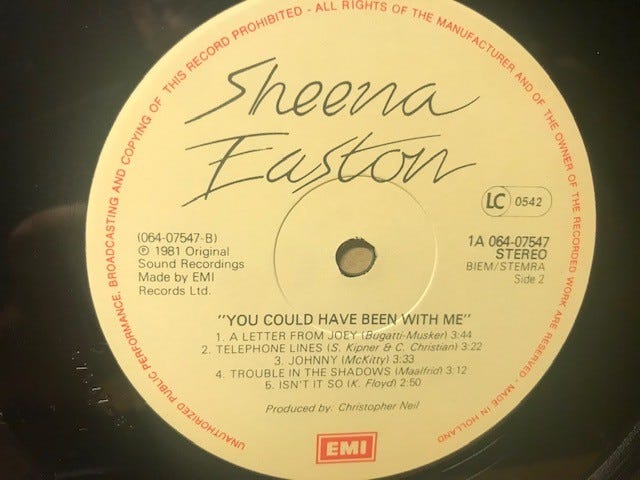 UNAUTHORIZED PUBLIC PERFORMANCE, BROADCASTING AND COPYING OF THIS RECORD PROHIBITED - ALL RIGHTS OF THE MANUFACTURER AND OF THE OWNER OF THE RECORDED WORK ARE RESERVED - MADE IN HOLLAND
Sheena
Easton
LC 0542
(064-07547-B)
℗ 1981 Original
Sound Recordings
Made by EMI
Records Ltd.
1A 064-07547
STEREO
BIEM/STEMRA
Side 2
"YOU COULD HAVE BEEN WITH ME"
1. A LETTER FROM JOEY (Bugatti-Musker) 3:44
2. TELEPHONE LINES (S. Kipner & C. Christian) 3:22
3. JOHNNY (McKitty) 3:33
4. TROUBLE IN THE SHADOWS (Maalfrid) 3:12
5. ISN'T IT SO (K. Floyd) 2:50
Produced by: Christopher Neil
EMI